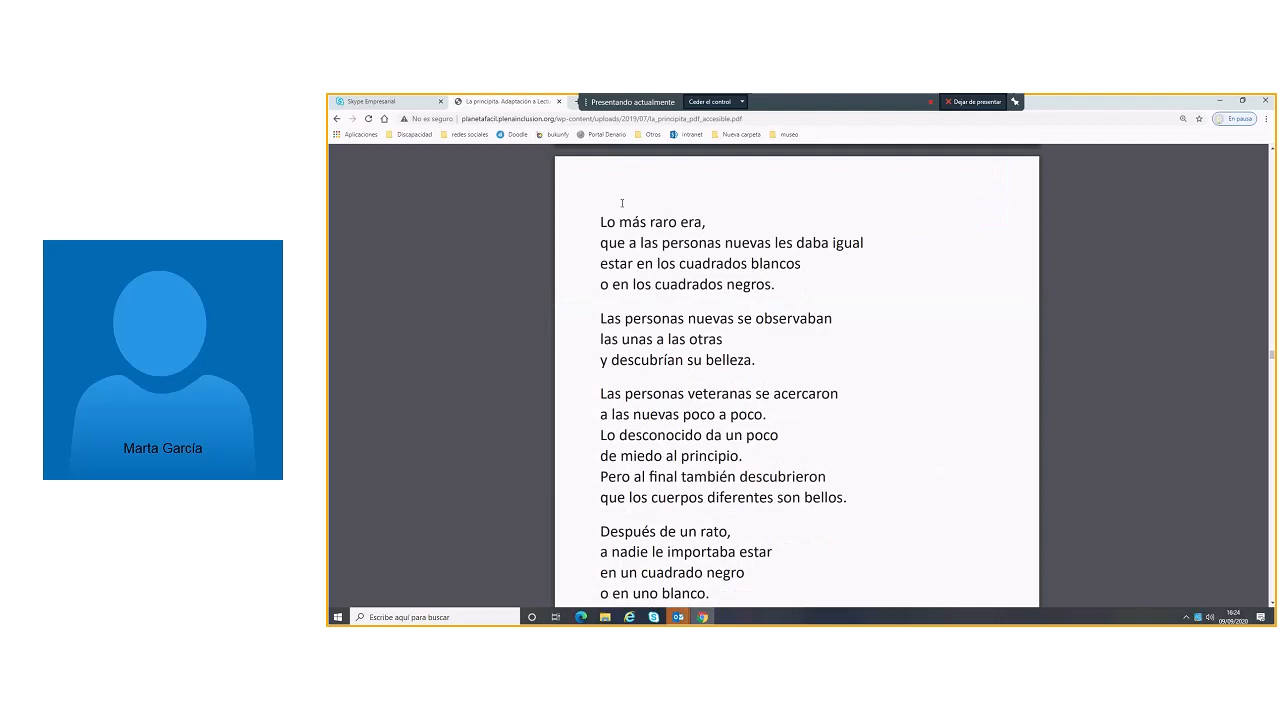 Skype Empresarial
La principita. Adaptación a Lect
Presentando actualmente
Ceder el control
Dejar de presentar
No es seguro
planetafacil.plenainclusion.org/wp-content/uploads/2019/07/la_principita_pdf_accesible.pdf
En pausa
Aplicaciones
Discapacidad
redes sociales
Doodle
bukunfy
Portal Denario
Otros
intranet
Nueva carpeta
museo
Lo más raro era,
que a las personas nuevas les daba igual
estar en los cuadrados blancos
o en los cuadrados negros.
Las personas nuevas se observaban
las unas a las otras
y descubrían su belleza.
Las personas veteranas se acercaron
a las nuevas poco a poco.
Lo desconocido da un poco
de miedo al principio.
Pero al final también descubrieron
que los cuerpos diferentes son bellos.
Después de un rato,
a nadie le importaba estar
en un cuadrado negro
o en uno blanco.
Marta García
Escribe aquí para buscar
18:24
09/09/2020